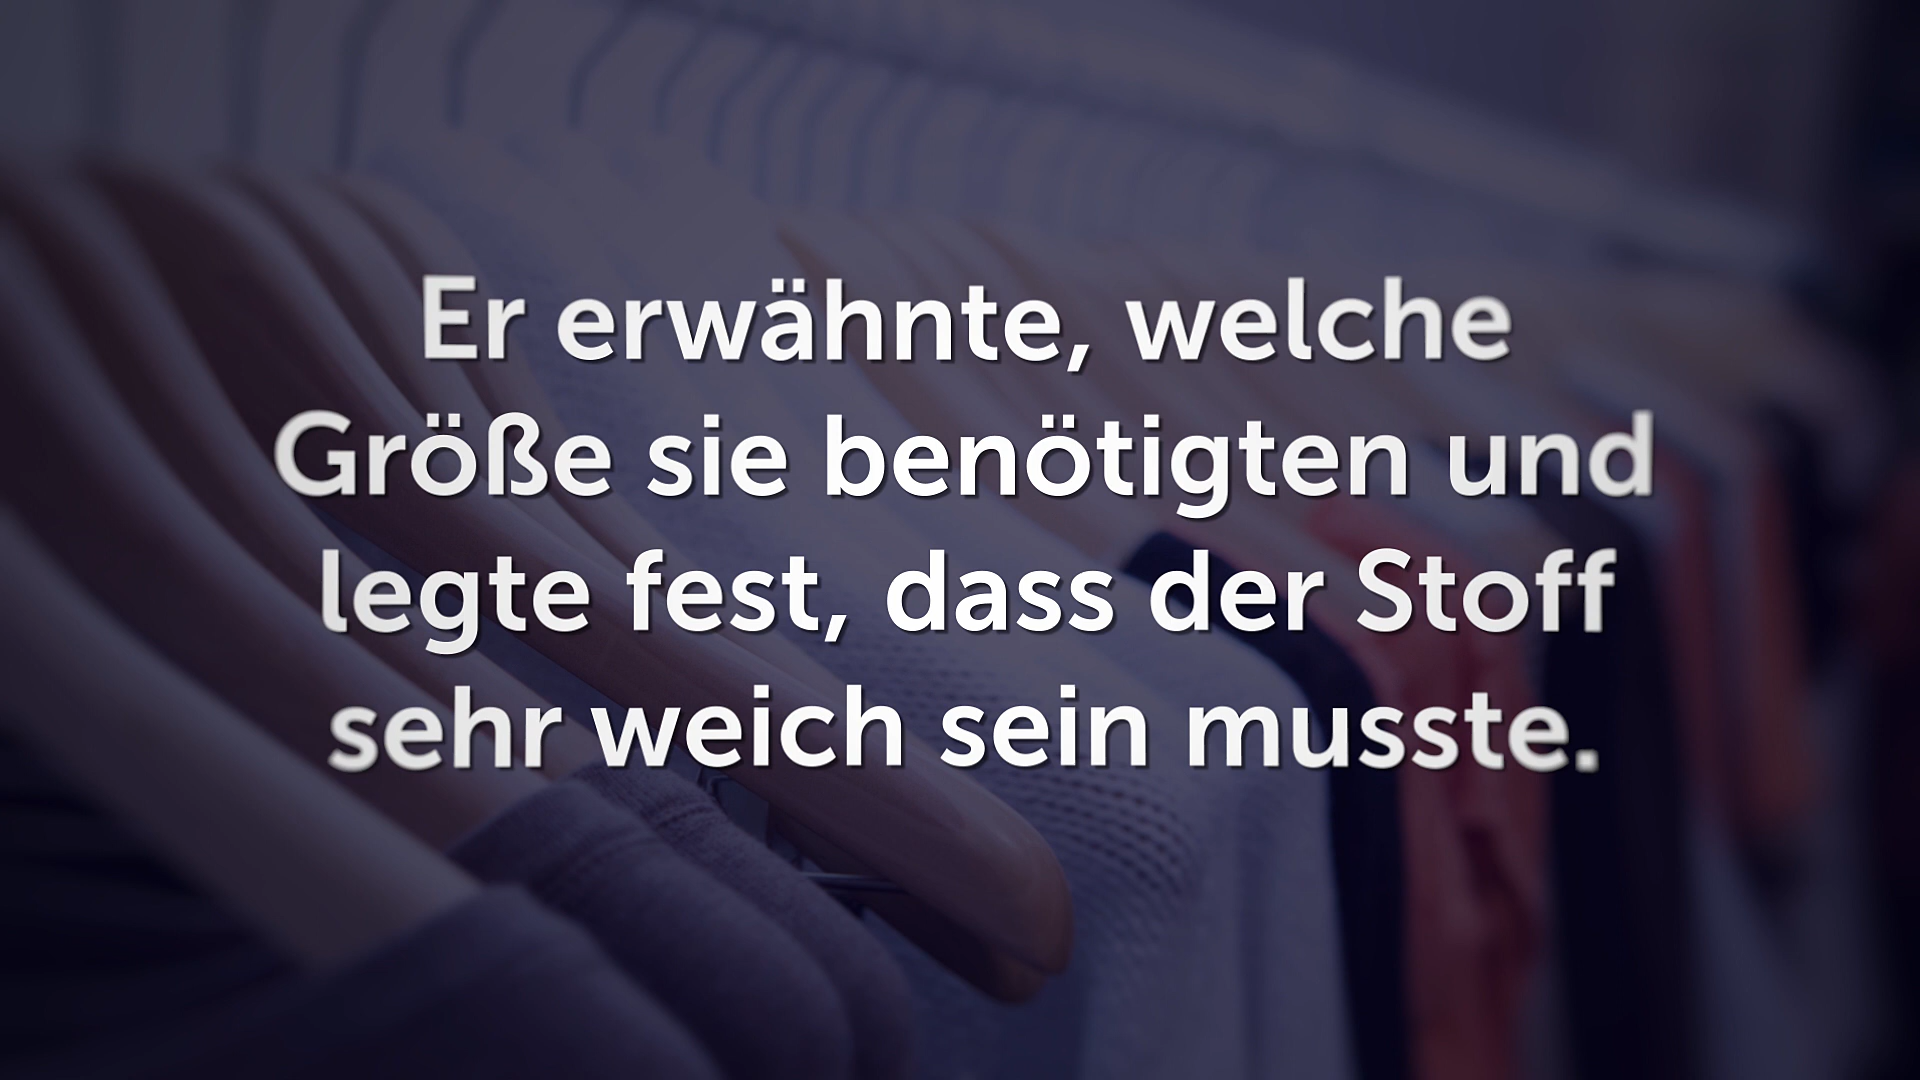 Er erwähnte, welche
Größe sie benötigten und
legte fest, dass der Stoff
sehr weich sein musste.